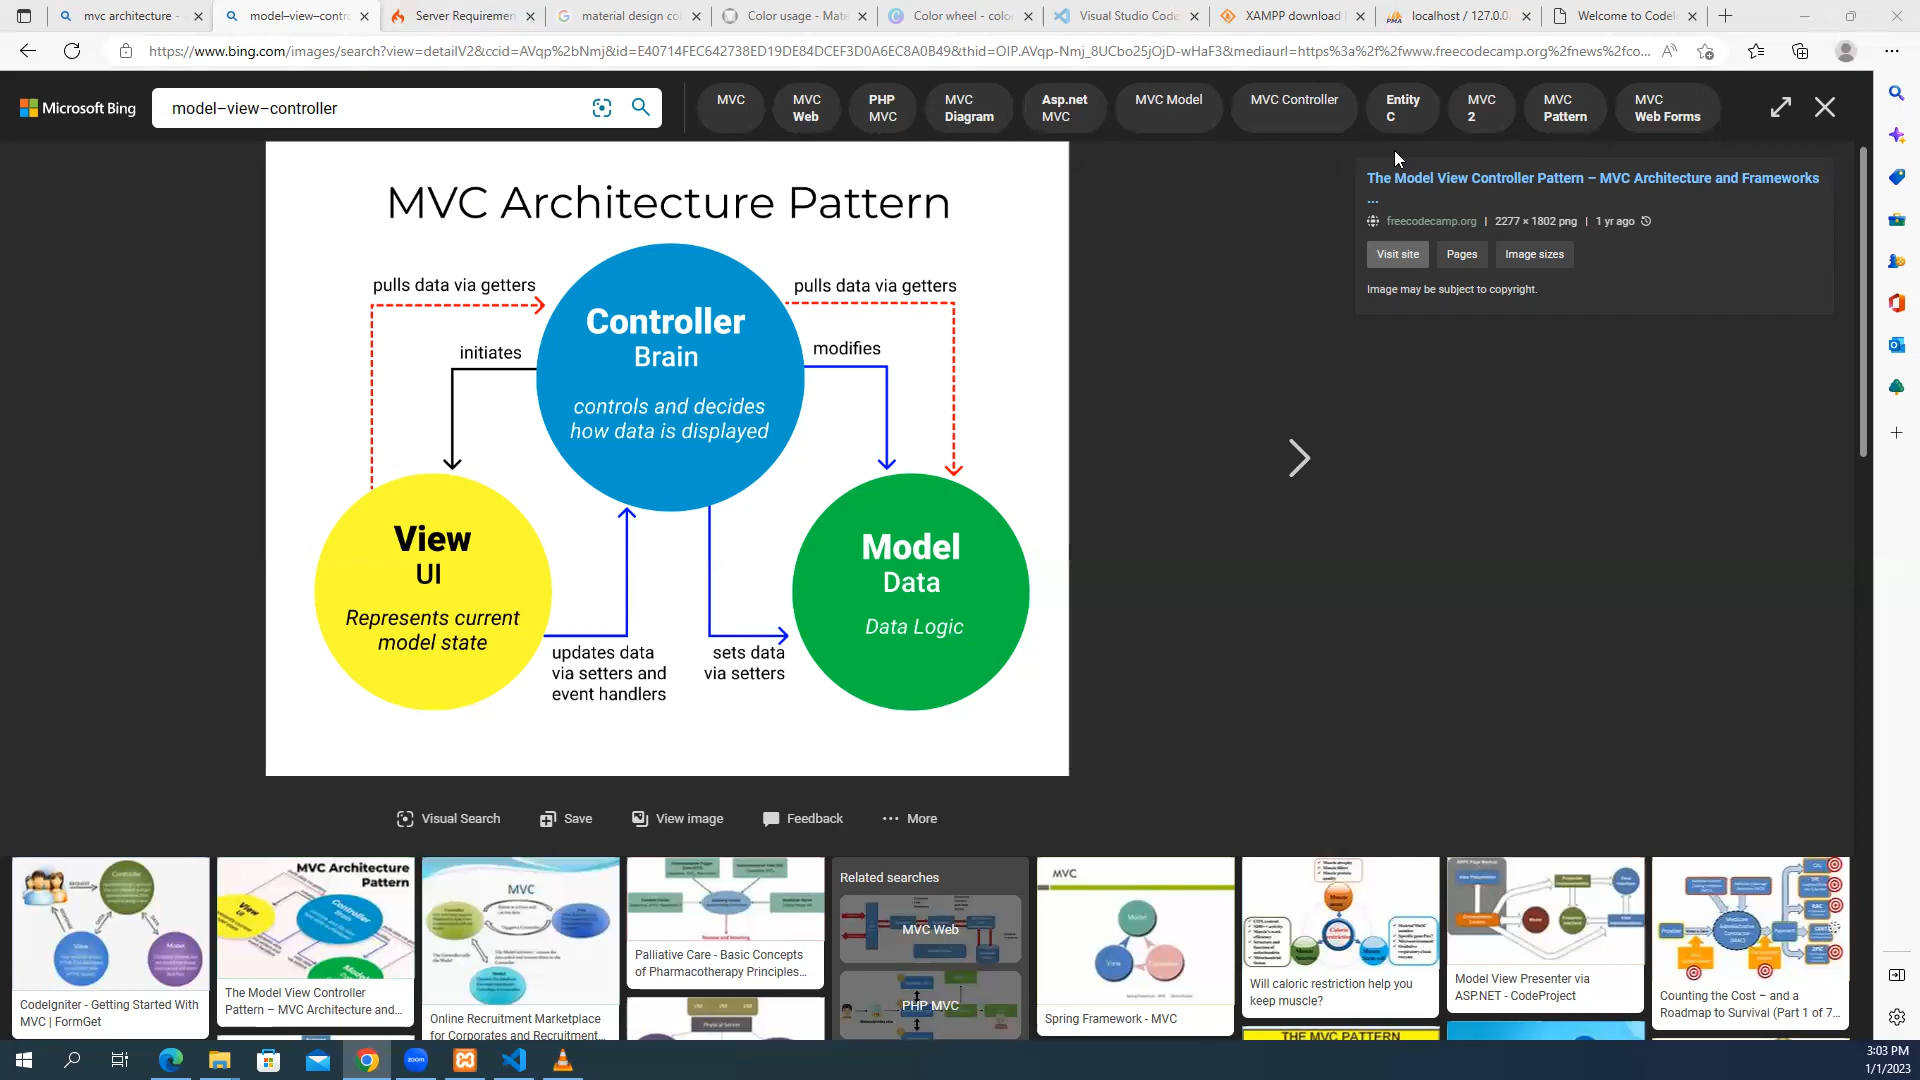 mvc architecture -
model–view–contr
Server Requiremen
material design co
Color usage - Mate
Color wheel - colo
Visual Studio Code
XAMPP download
localhost / 127.0.0
Welcome to CodeI
https://www.bing.com/images/search?view=detailV2&ccid=AVqp%2bNmj&id=E40714FEC642738ED19DE84DCEF3D0A6EC8A0B49&thid=OIP.AVqp-Nmj_8UCbo25jOjD-wHaF3&mediaurl=https%3a%2f%2fwww.freecodecamp.org%2fnews%2fco...
Microsoft Bing
model–view–controller
MVC
MVC
Web
PHP
MVC
MVC
Diagram
Asp.net
MVC
MVC Model
MVC Controller
Entity
C
MVC
2
MVC
Pattern
MVC
Web Forms
The Model View Controller Pattern – MVC Architecture and Frameworks
...
freecodecamp.org | 2277 × 1802 png | 1 yr ago
Visit site
Pages
Image sizes
Image may be subject to copyright.
MVC Architecture Pattern
pulls data via getters
pulls data via getters
Controller
Brain
controls and decides
how data is displayed
initiates
modifies
View
UI
Represents current
model state
Model
Data
Data Logic
updates data
via setters and
event handlers
sets data
via setters
Visual Search
Save
View image
Feedback
More
CodeIgniter - Getting Started With
MVC | FormGet
MVC Architecture
Pattern
View
Controller
Brain
The Model View Controller
Pattern – MVC Architecture and...
MVC
Online Recruitment Marketplace
for Corporates and Recruitment...
Palliative Care - Basic Concepts
of Pharmacotherapy Principles...
Related searches
MVC Web
PHP MVC
MVC
Model
View
Spring Framework - MVC
Will caloric restriction help you
keep muscle?
THE MVC PATTERN
Model View Presenter via
ASP.NET - CodeProject
Counting the Cost – and a
Roadmap to Survival (Part 1 of 7...
zoom
3:03 PM
1/1/2023